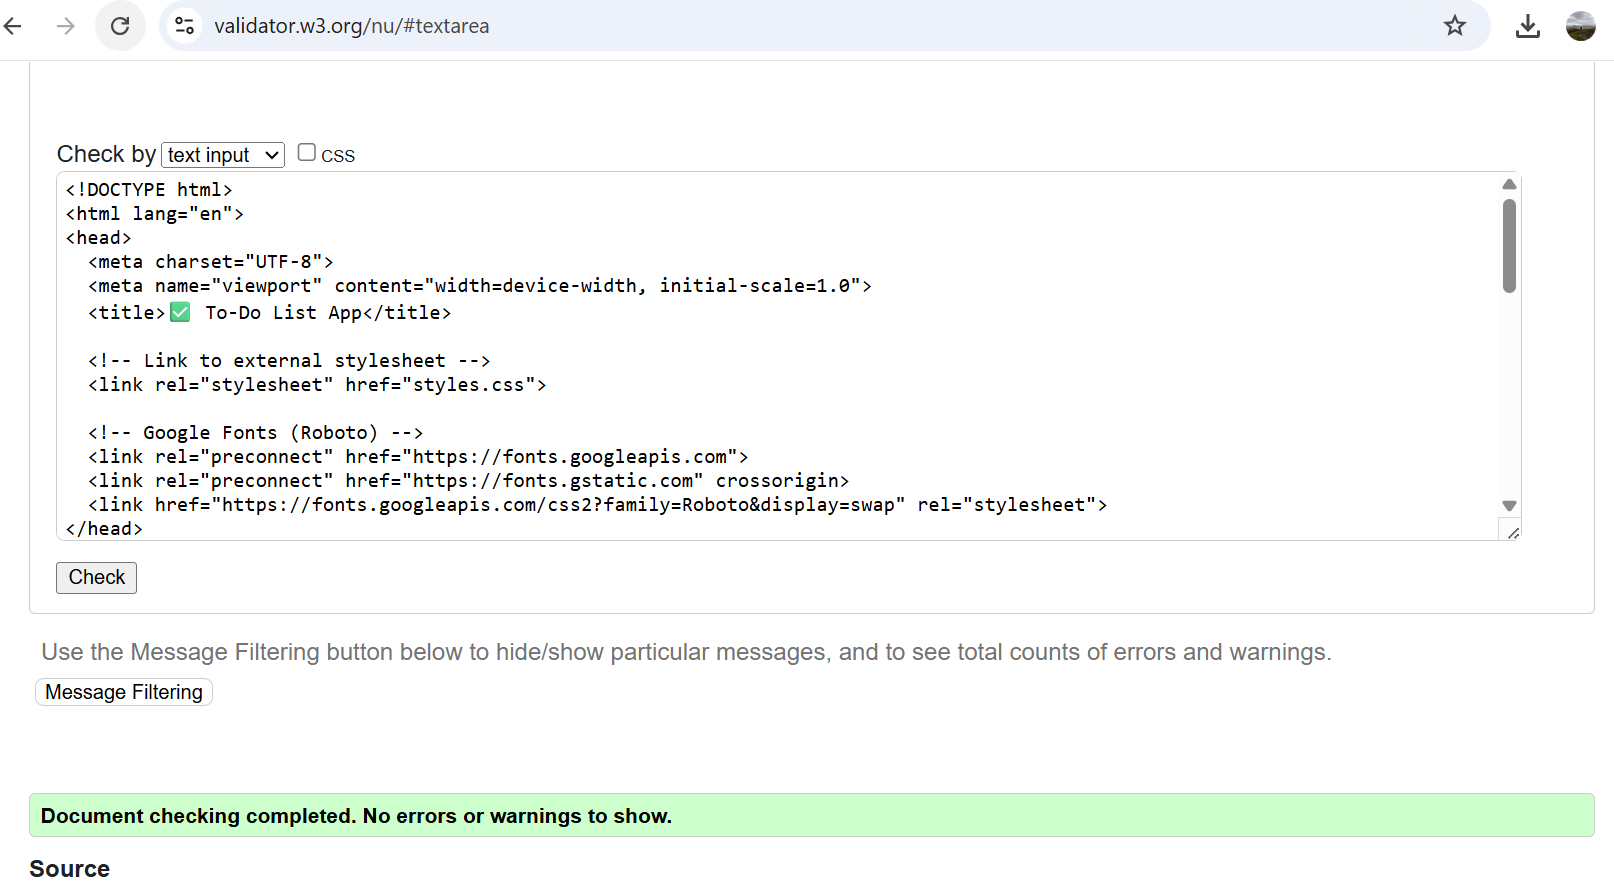 validator.w3.org/nu/#textarea
Check by text input CSS
<!DOCTYPE html>
<html lang="en">
<head>
  <meta charset="UTF-8">
  <meta name="viewport" content="width=device-width, initial-scale=1.0">
  <title>✅ To-Do List App</title>
  <!-- Link to external stylesheet -->
  <link rel="stylesheet" href="styles.css">
  <!-- Google Fonts (Roboto) -->
  <link rel="preconnect" href="https://fonts.googleapis.com">
  <link rel="preconnect" href="https://fonts.gstatic.com" crossorigin>
  <link href="https://fonts.googleapis.com/css2?family=Roboto&display=swap" rel="stylesheet">
</head>
Check
Use the Message Filtering button below to hide/show particular messages, and to see total counts of errors and warnings.
Message Filtering
Document checking completed. No errors or warnings to show.
Source